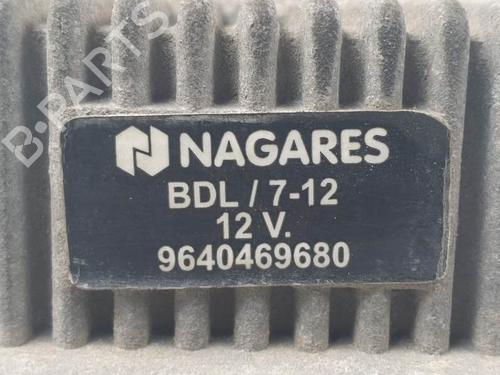 B-PARTS
NAGARES
BDL / 7-12
12 V.
9640469680